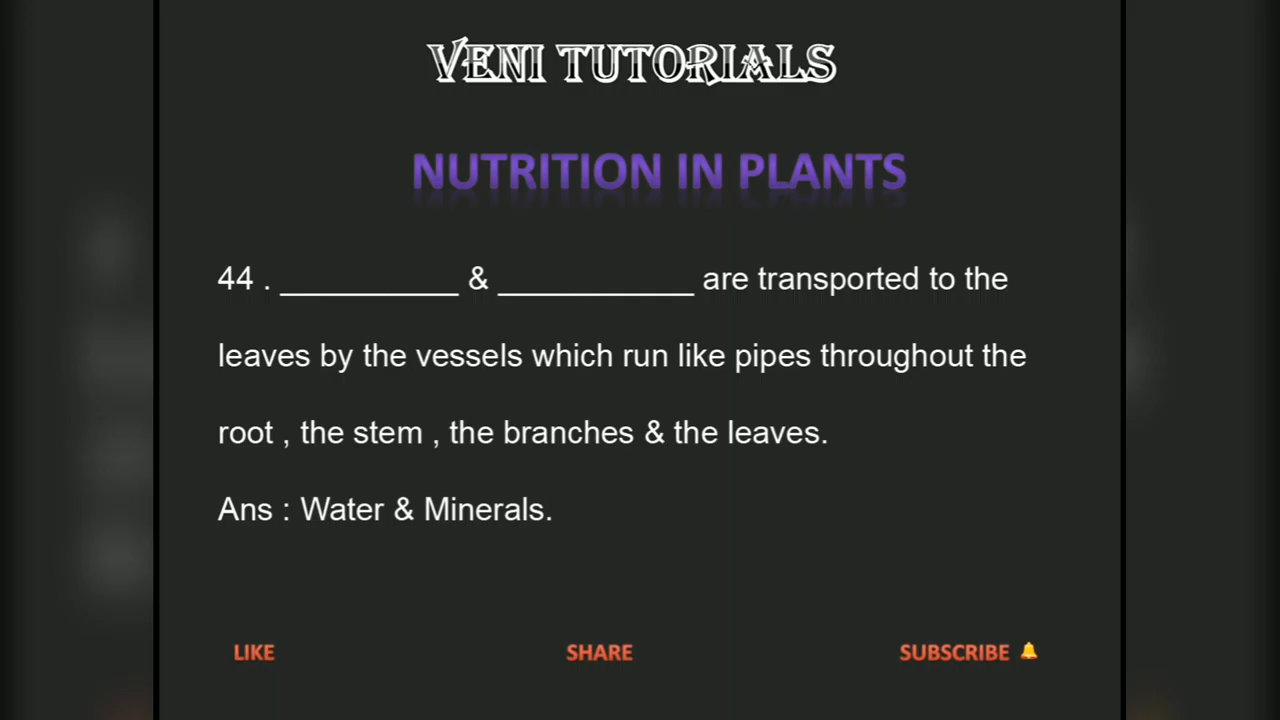 VENI TUTORIALS
NUTRITION IN PLANTS
44 . __________ & ___________ are transported to the
leaves by the vessels which run like pipes throughout the
root , the stem , the branches & the leaves.
Ans : Water & Minerals.
LIKE SHARE SUBSCRIBE 🔔